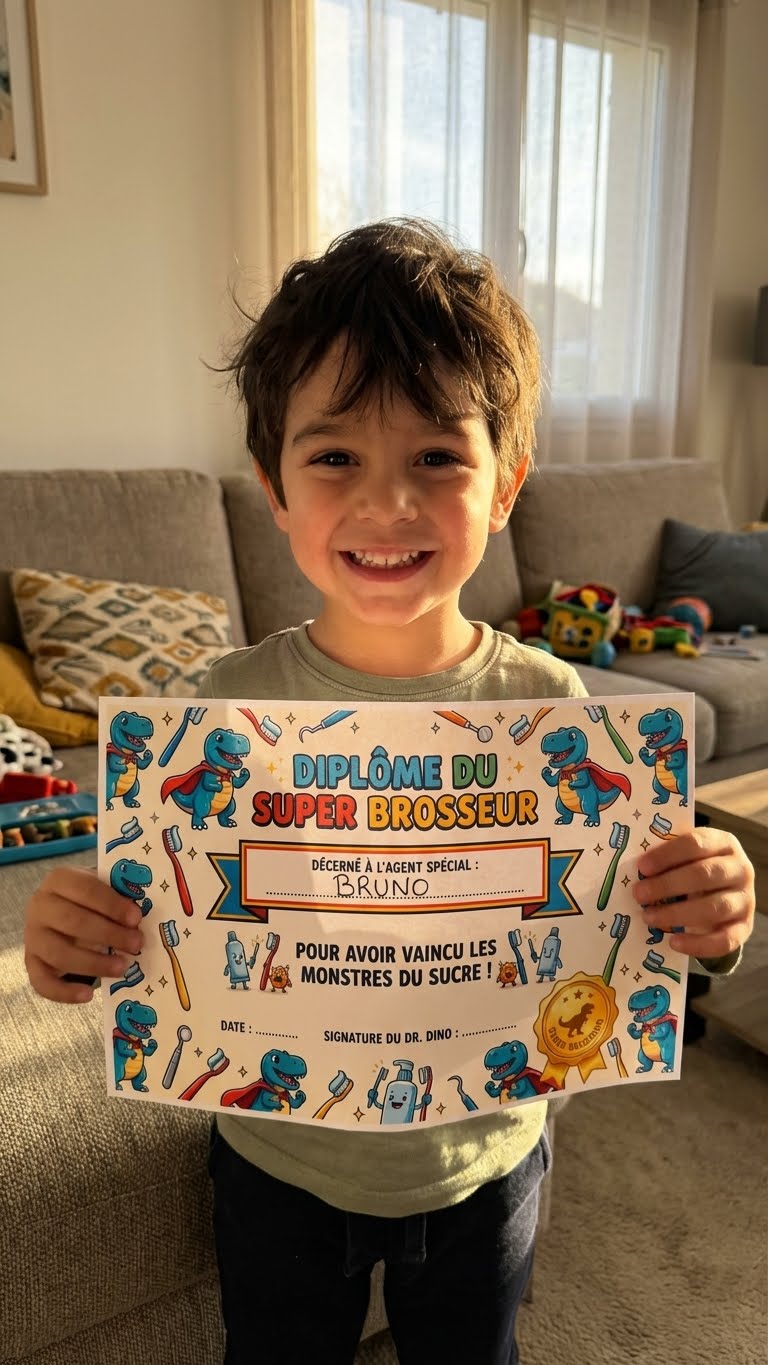 DIPLÔME DU
SUPER BROSSEUR
DÉCERNÉ À L'AGENT SPÉCIAL :
BRUNO
POUR AVOIR VAINCU LES
MONSTRES DU SUCRE !
DATE : ............
SIGNATURE DU DR. DINO : ...............